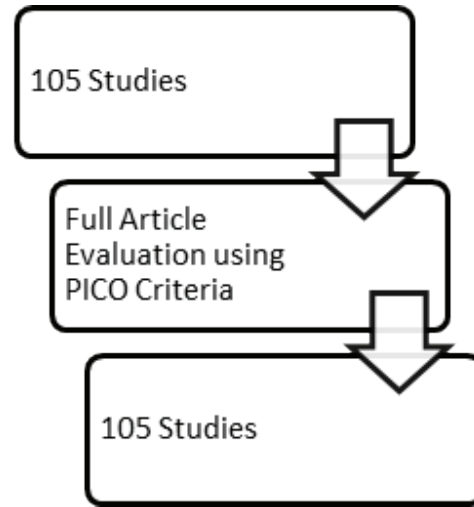 105 Studies
Full Article
Evaluation using
PICO Criteria
105 Studies